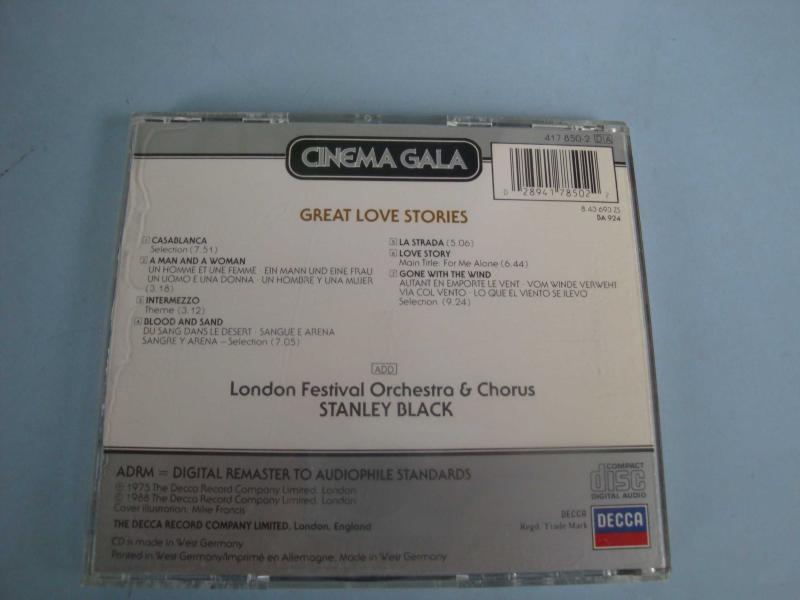 417 850-2 DA
CINEMA GALA
0 28941 78502 7
8.43 690 ZS
BA 924
GREAT LOVE STORIES
1 CASABLANCA
Selection (7.51)
2 A MAN AND A WOMAN
UN HOMME ET UNE FEMME · EIN MANN UND EINE FRAU
UN UOMO E UNA DONNA · UN HOMBRE Y UNA MUJER
(3.18)
3 INTERMEZZO
Theme (3.12)
4 BLOOD AND SAND
DU SANG DANS LE DESERT · SANGUE E ARENA
SANGRE Y ARENA – Selection (7.05)
5 LA STRADA (5.06)
6 LOVE STORY
Main Title: For Me Alone (6.44)
7 GONE WITH THE WIND
AUTANT EN EMPORTE LE VENT · VOM WINDE VERWEHT
VIA COL VENTO · LO QUE EL VIENTO SE LLEVO
Selection (9.24)
ADD
London Festival Orchestra & Chorus
STANLEY BLACK
ADRM = DIGITAL REMASTER TO AUDIOPHILE STANDARDS
℗ 1975 The Decca Record Company Limited, London
© 1988 The Decca Record Company Limited, London
Cover illustration: Mike Francis
THE DECCA RECORD COMPANY LIMITED, London, England
CD is made in West Germany
Printed in West Germany/Imprimé en Allemagne. Made in West Germany
COMPACT
disc
DIGITAL AUDIO
DECCA
Regd. Trade Mark
DECCA